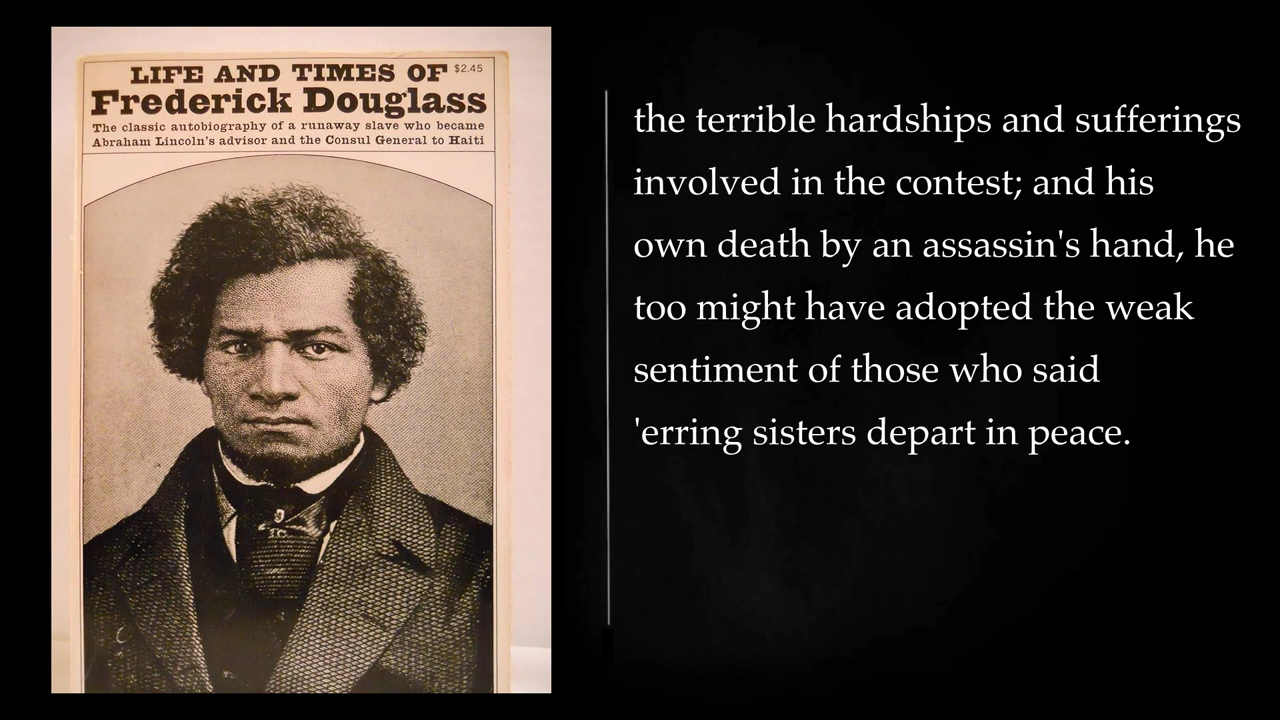 LIFE AND TIMES OF $2.45
Frederick Douglass
The classic autobiography of a runaway slave who became
Abraham Lincoln's advisor and the Consul General to Haiti
the terrible hardships and sufferings
involved in the contest; and his
own death by an assassin's hand, he
too might have adopted the weak
sentiment of those who said
'erring sisters depart in peace.